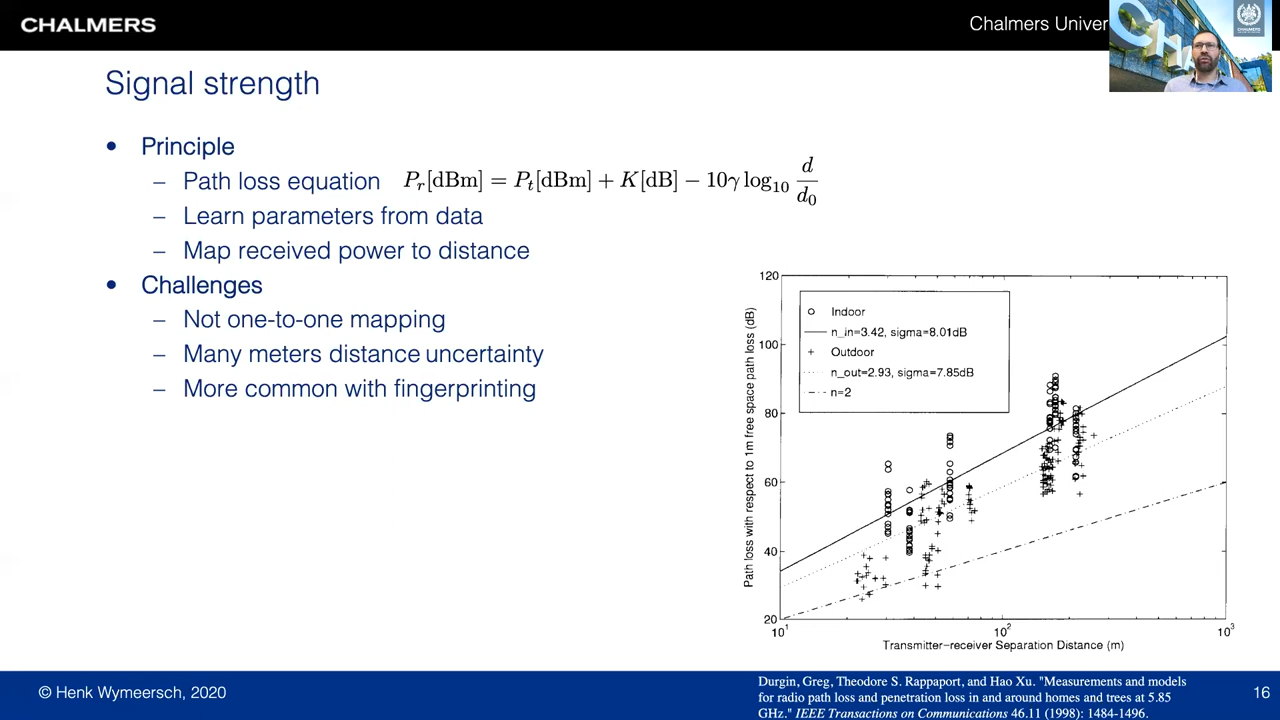 CHALMERS
Chalmers Univer
CHA
CHALMERS
Signal strength
• Principle
– Path loss equation P_r[dBm] = P_t[dBm] + K[dB] − 10γ log_10 d/d_0
– Learn parameters from data
– Map received power to distance
• Challenges
– Not one-to-one mapping
– Many meters distance uncertainty
– More common with fingerprinting
120
100
80
60
40
20
Path loss with respect to 1m free space path loss (dB)
Indoor
n_in=3.42, sigma=8.01dB
Outdoor
n_out=2.93, sigma=7.85dB
n=2
10^1
10^2
10^3
Transmitter–receiver Separation Distance (m)
© Henk Wymeersch, 2020
Durgin, Greg, Theodore S. Rappaport, and Hao Xu. "Measurements and models
for radio path loss and penetration loss in and around homes and trees at 5.85
GHz." IEEE Transactions on Communications 46.11 (1998): 1484-1496.
16